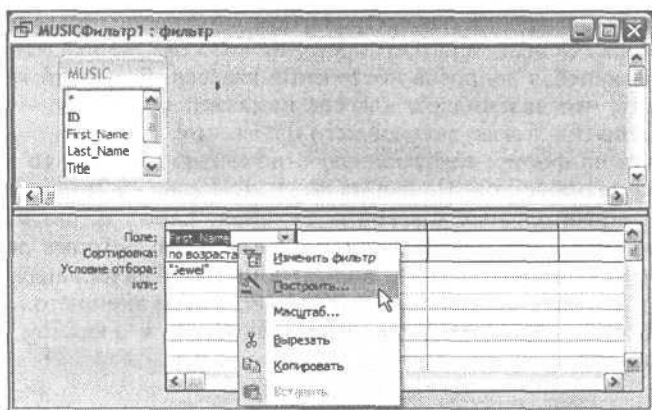 MUSICФильтр1 : фильтр
MUSIC
*
ID
First_Name
Last_Name
Title
Поле: First_Name
Сортировка: по возраста
Условие отбора: "Jewel"
или:
Изменить фильтр
Построить...
Масштаб...
Вырезать
Копировать
Вставить